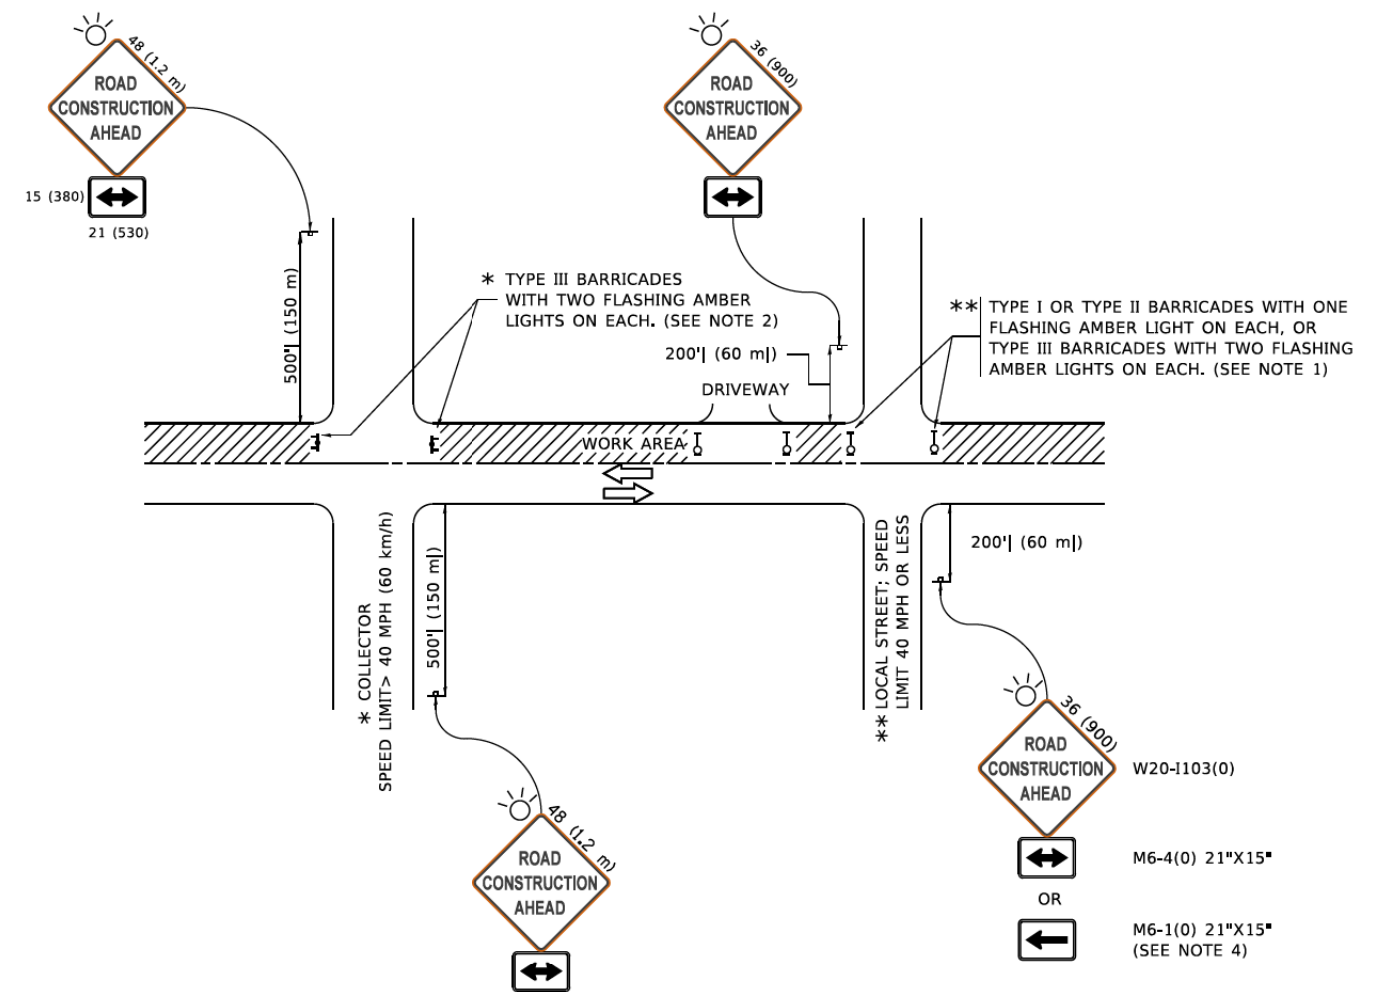 48 (1.2 m)
ROAD
CONSTRUCTION
AHEAD
15 (380)
21 (530)
36 (900)
ROAD
CONSTRUCTION
AHEAD
500'| (150 m)
* TYPE III BARRICADES
WITH TWO FLASHING AMBER
LIGHTS ON EACH. (SEE NOTE 2)
200'| (60 m|)
DRIVEWAY
** TYPE I OR TYPE II BARRICADES WITH ONE
FLASHING AMBER LIGHT ON EACH, OR
TYPE III BARRICADES WITH TWO FLASHING
AMBER LIGHTS ON EACH. (SEE NOTE 1)
WORK AREA
* COLLECTOR
SPEED LIMIT> 40 MPH (60 km/h)
500'| (150 m|)
** LOCAL STREET; SPEED
LIMIT 40 MPH OR LESS
200'| (60 m|)
48 (1.2 m)
ROAD
CONSTRUCTION
AHEAD
36 (900)
ROAD
CONSTRUCTION
AHEAD
W20-I103(0)
M6-4(0) 21"X15"
OR
M6-1(0) 21"X15"
(SEE NOTE 4)